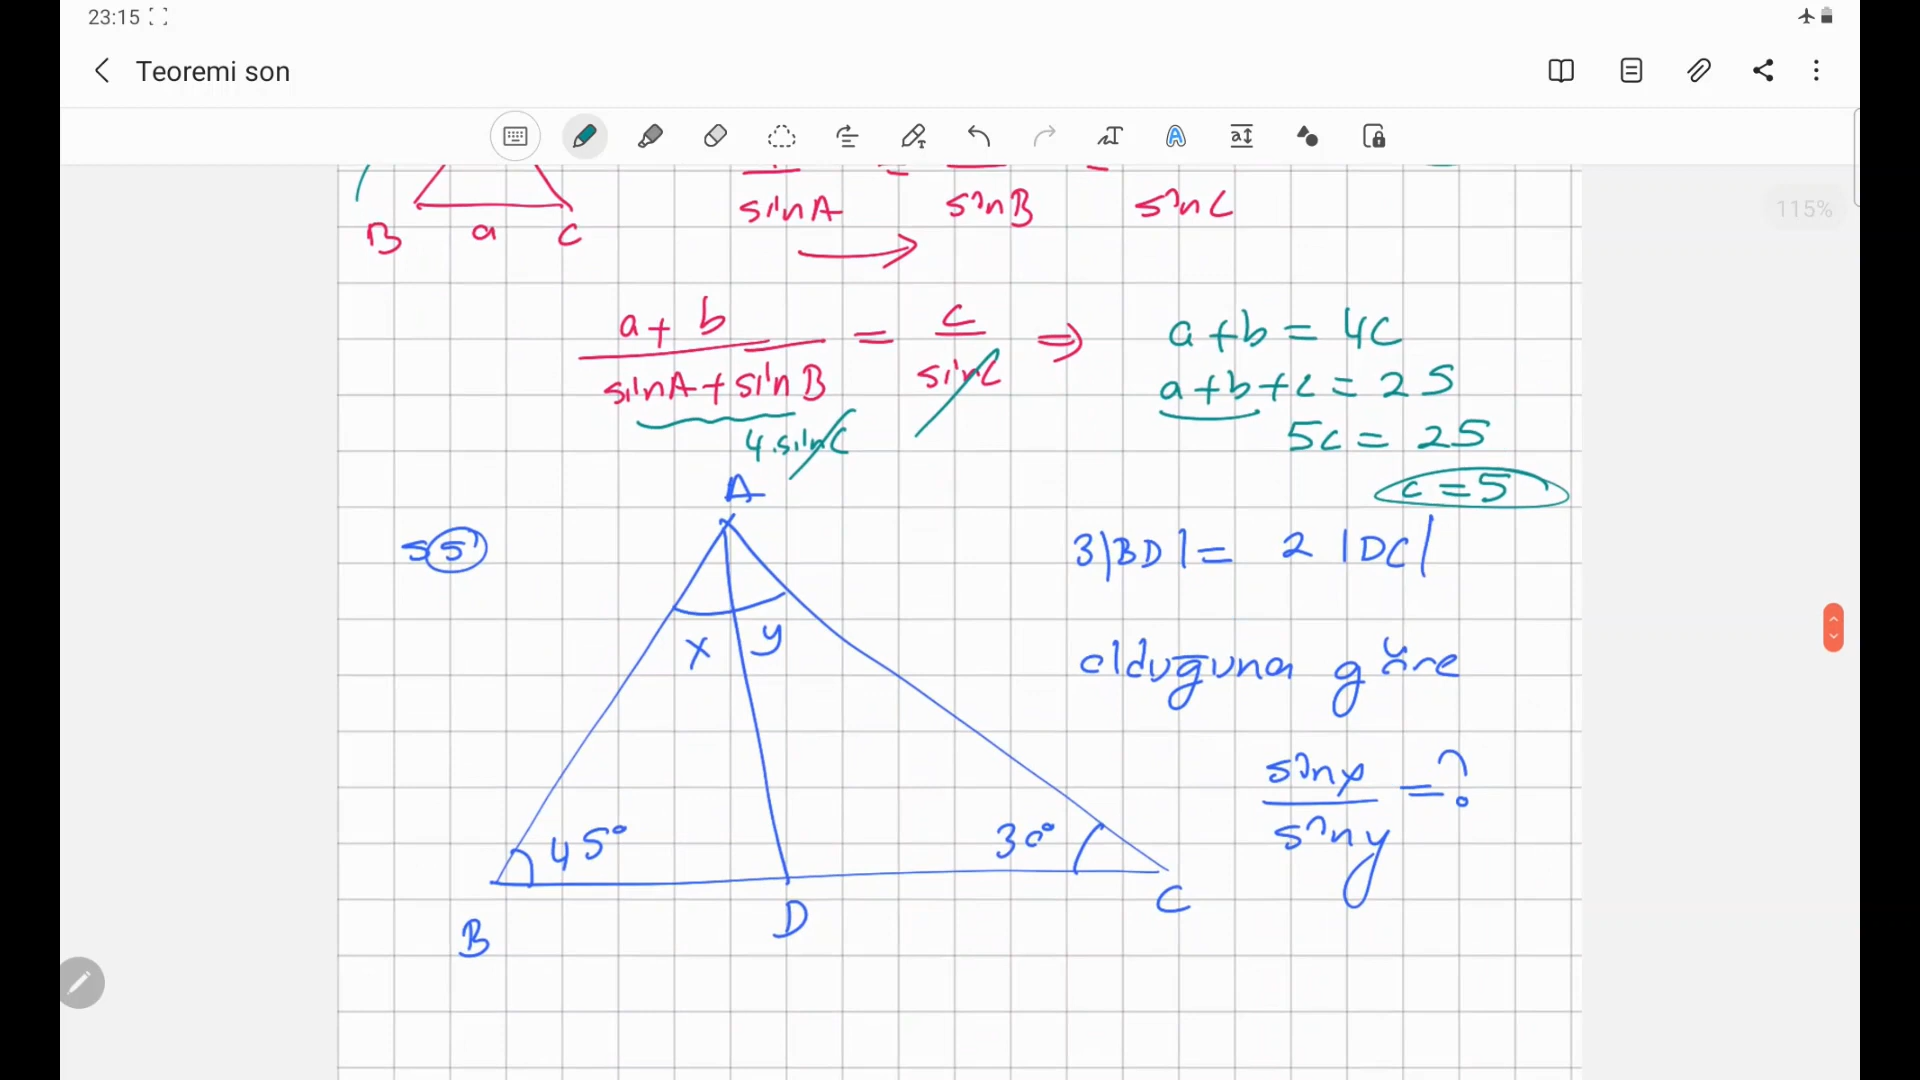 23:15
Teoremi son
115%
sinA sinB sinC
B a C
a + b = c ⇒ a + b = 4c
sinA + sinB sinC a + b + c = 25
4.sinC 5c = 25
c = 5
A
S5) 3|BD| = 2 |DC|
x y olduğuna göre
sinx = ?
siny
45° 30°
B D C